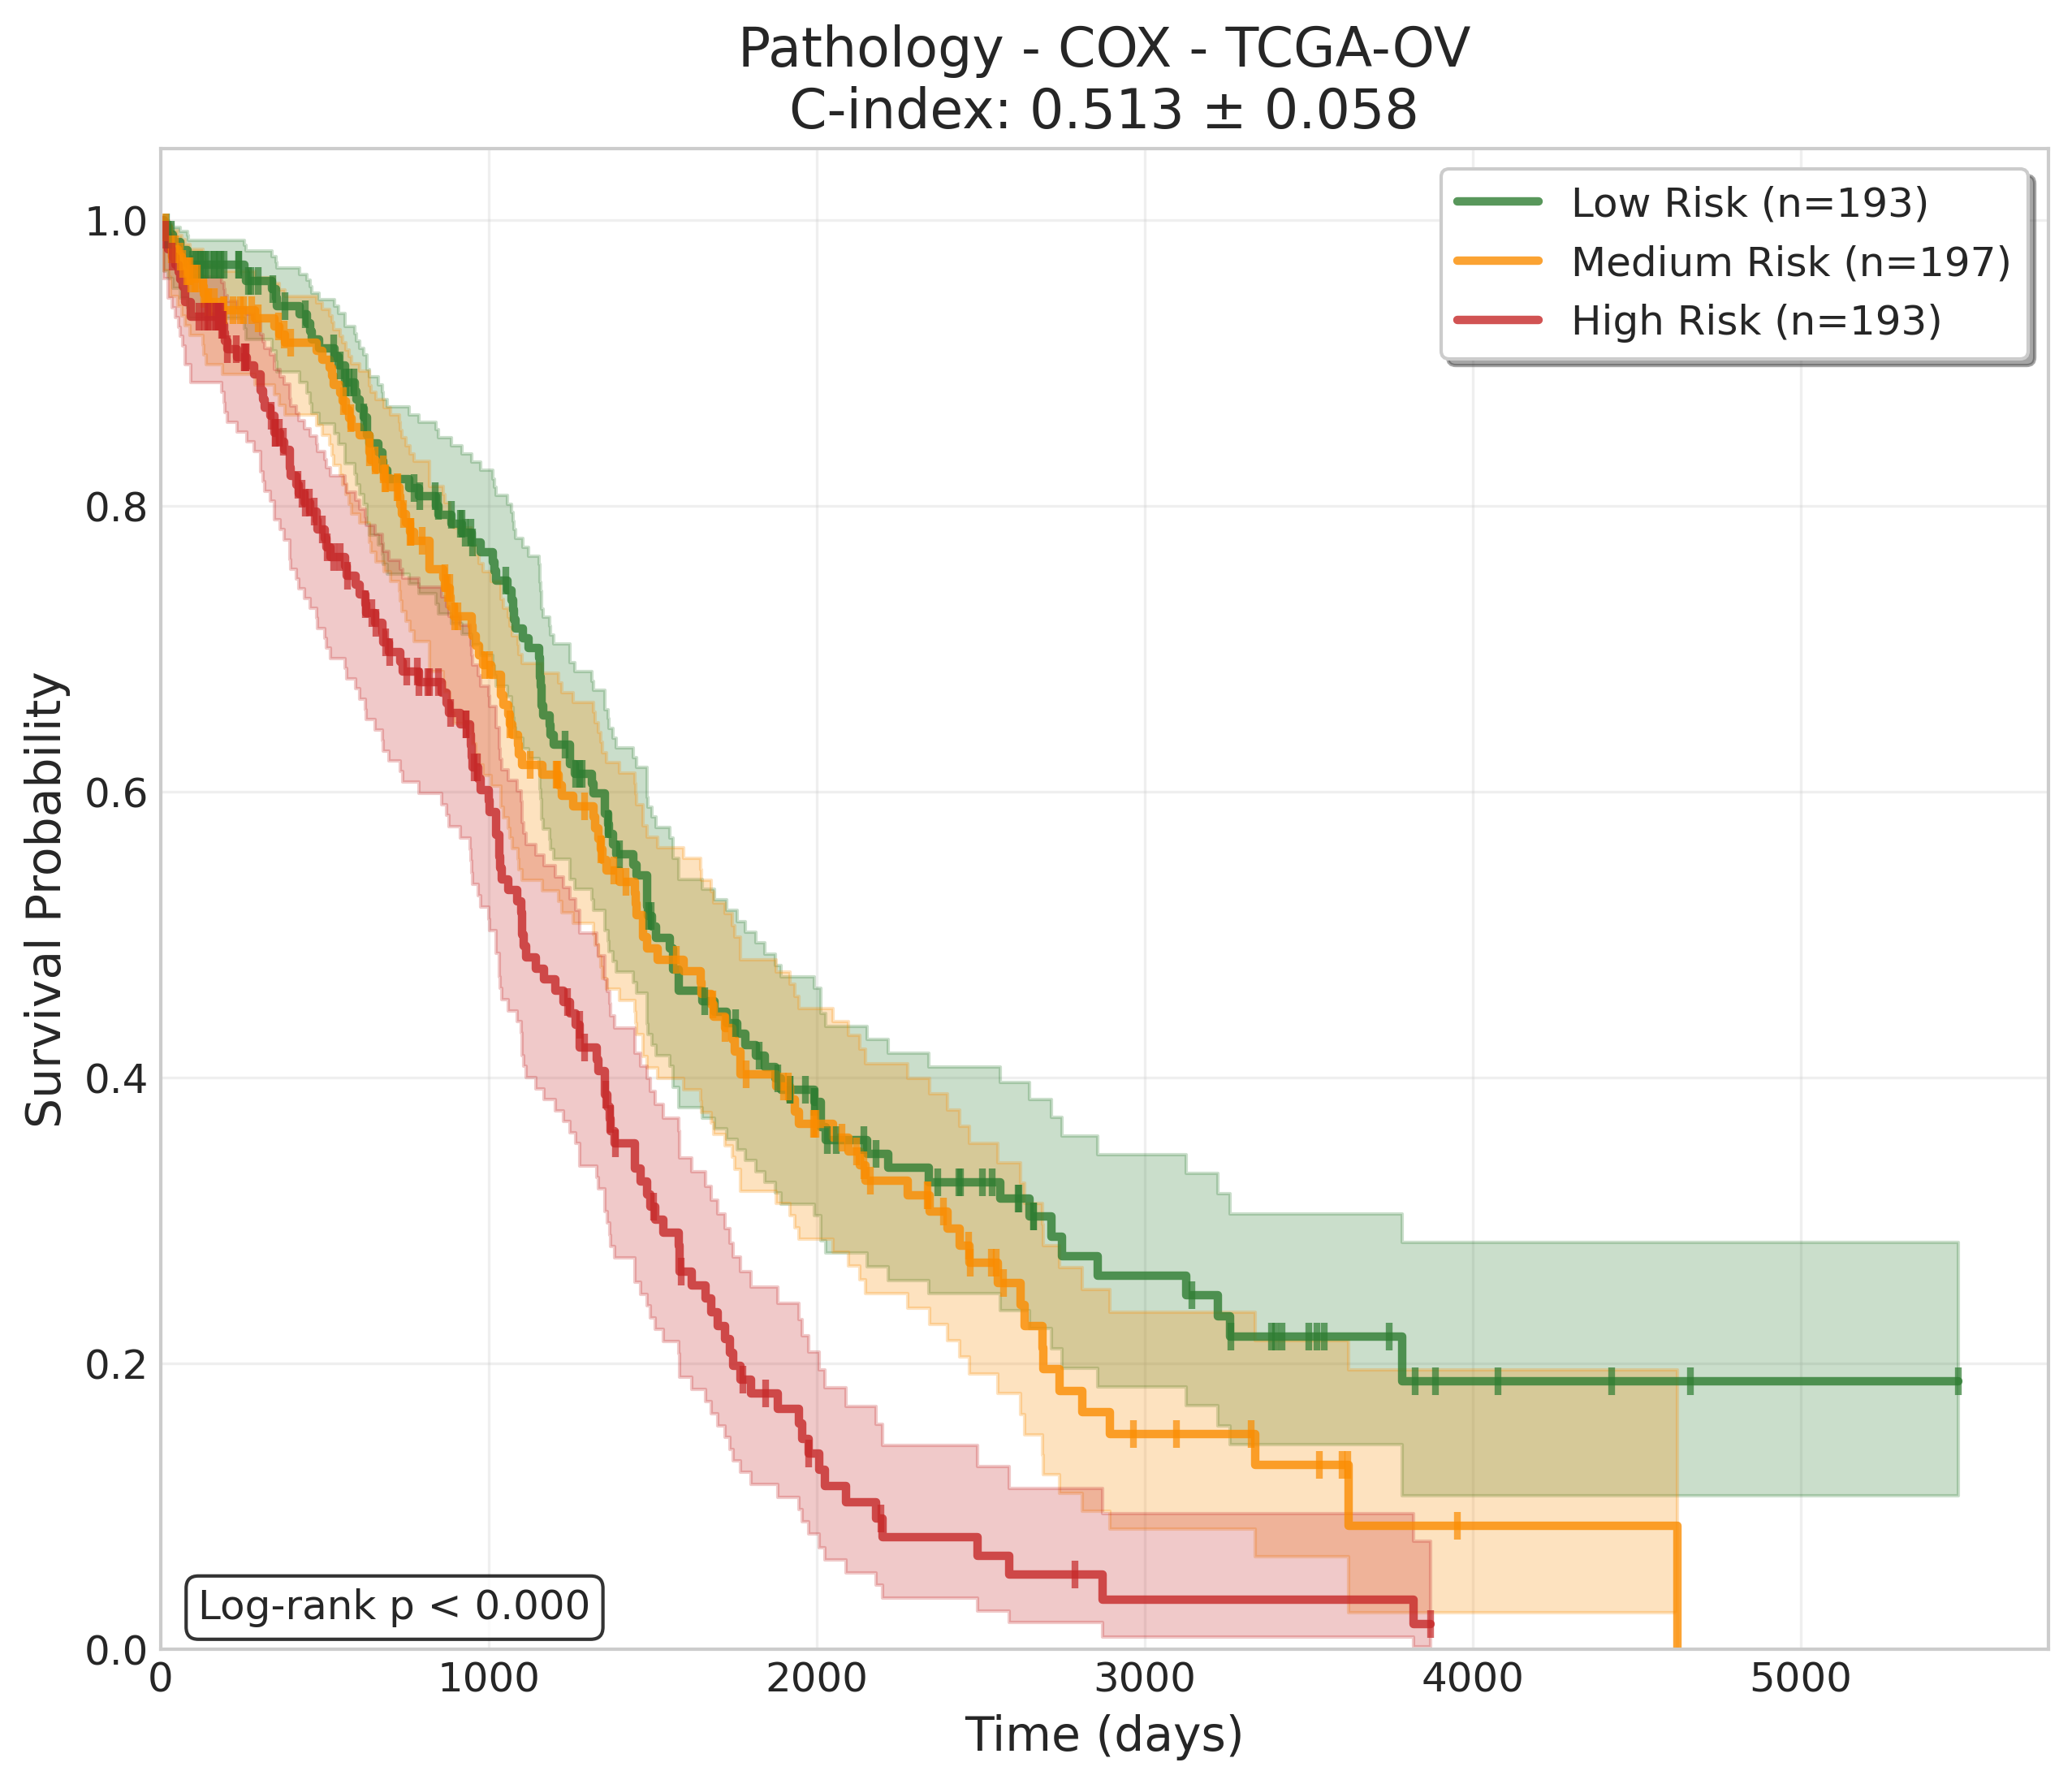 Pathology - COX - TCGA-OV
C-index: 0.513 ± 0.058
Low Risk (n=193)
Medium Risk (n=197)
High Risk (n=193)
Survival Probability
1.0
0.8
0.6
0.4
0.2
0.0
Log-rank p < 0.000
0 1000 2000 3000 4000 5000
Time (days)